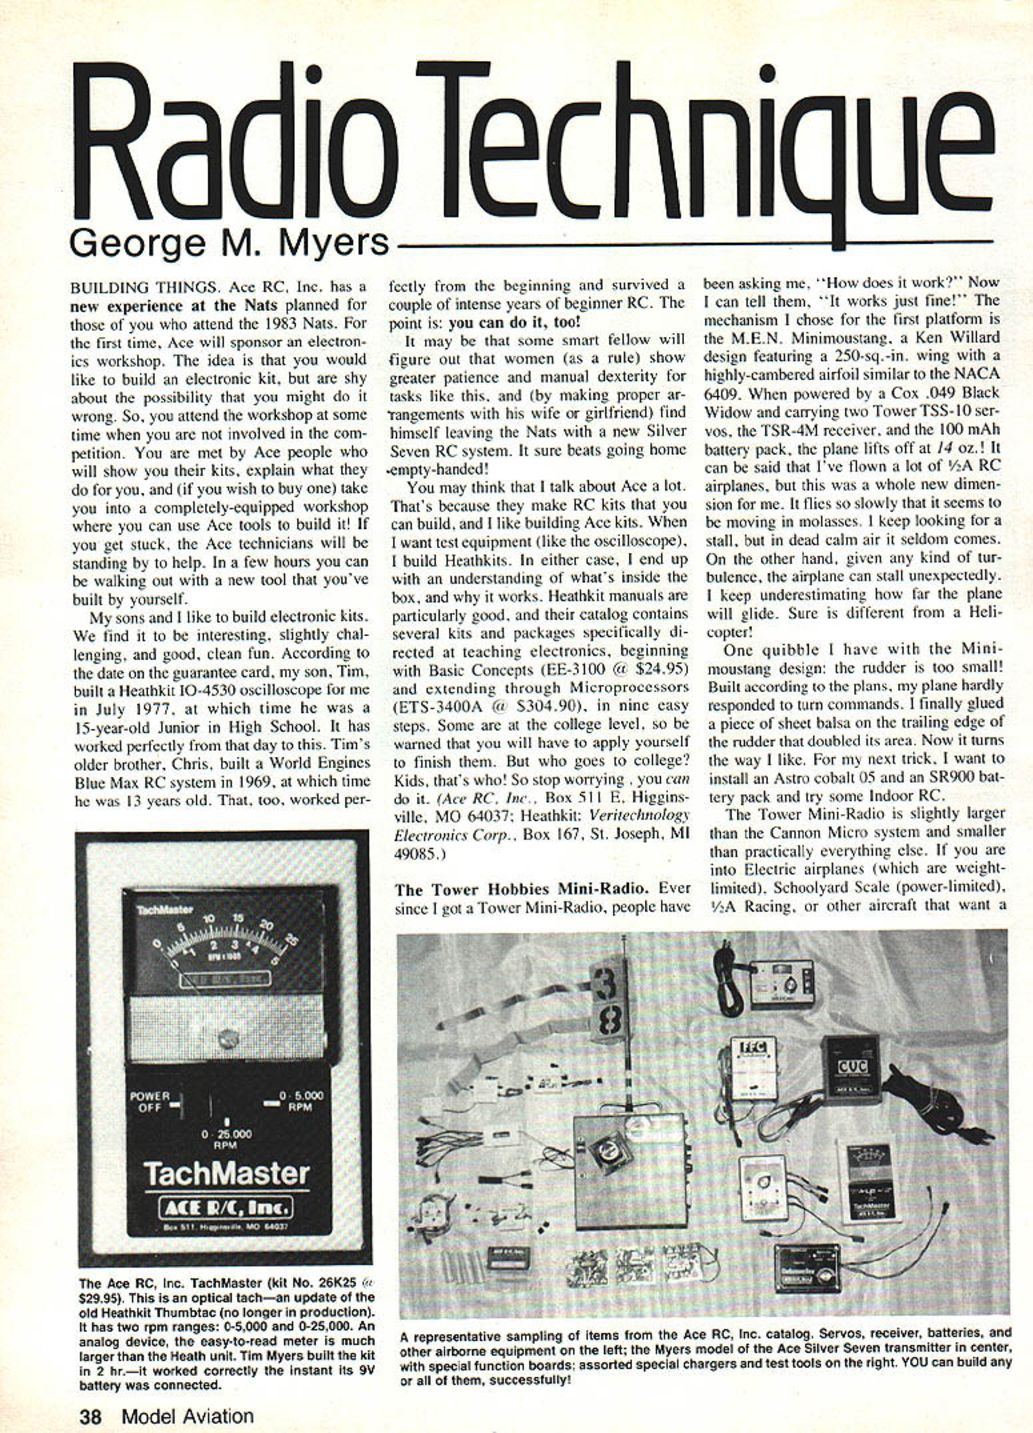 Radio Technique
George M. Myers
BUILDING THINGS. Ace RC, Inc. has a
new experience at the Nats planned for
those of you who attend the 1983 Nats. For
the first time, Ace will sponsor an electron-
ics workshop. The idea is that you would
like to build an electronic kit, but are shy
about the possibility that you might do it
wrong. So, you attend the workshop at some
time when you are not involved in the com-
petition. You are met by Ace people who
will show you their kits, explain what they
do for you, and (if you wish to buy one) take
you into a completely-equipped workshop
where you can use Ace tools to build it! If
you get stuck, the Ace technicians will be
standing by to help. In a few hours you can
be walking out with a new tool that you've
built by yourself.
My sons and I like to build electronic kits.
We find it to be interesting, slightly chal-
lenging, and good, clean fun. According to
the date on the guarantee card, my son, Tim,
built a Heathkit IO-4530 oscilloscope for me
in July 1977, at which time he was a
15-year-old Junior in High School. It has
worked perfectly from that day to this. Tim's
older brother, Chris, built a World Engines
Blue Max RC system in 1969, at which time
he was 13 years old. That, too, worked per-
fectly from the beginning and survived a
couple of intense years of beginner RC. The
point is: you can do it, too!
It may be that some smart fellow will
figure out that women (as a rule) show
greater patience and manual dexterity for
tasks like this, and (by making proper ar-
rangements with his wife or girlfriend) find
himself leaving the Nats with a new Silver
Seven RC system. It sure beats going home
empty-handed!
You may think that I talk about Ace a lot.
That's because they make RC kits that you
can build, and I like building Ace kits. When
I want test equipment (like the oscilloscope),
I build Heathkits. In either case, I end up
with an understanding of what's inside the
box, and why it works. Heathkit manuals are
particularly good, and their catalog contains
several kits and packages specifically di-
rected at teaching electronics, beginning
with Basic Concepts (EE-3100 @ $24.95)
and extending through Microprocessors
(ETS-3400A @ $304.90), in nine easy
steps. Some are at the college level, so be
warned that you will have to apply yourself
to finish them. But who goes to college?
Kids, that's who! So stop worrying , you can
do it. (Ace RC, Inc., Box 511 E, Higgins-
ville, MO 64037; Heathkit: Veritechnology
Electronics Corp., Box 167, St. Joseph, MI
49085.)
The Tower Hobbies Mini-Radio. Ever
since I got a Tower Mini-Radio, people have
been asking me, "How does it work?" Now
I can tell them, "It works just fine!" The
mechanism I chose for the first platform is
the M.E.N. Minimoustang, a Ken Willard
design featuring a 250-sq.-in. wing with a
highly-cambered airfoil similar to the NACA
6409. When powered by a Cox .049 Black
Widow and carrying two Tower TSS-10 ser-
vos, the TSR-4M receiver, and the 100 mAh
battery pack, the plane lifts off at 14 oz.! It
can be said that I've flown a lot of ½A RC
airplanes, but this was a whole new dimen-
sion for me. It flies so slowly that it seems to
be moving in molasses. I keep looking for a
stall, but in dead calm air it seldom comes.
On the other hand, given any kind of tur-
bulence, the airplane can stall unexpectedly.
I keep underestimating how far the plane
will glide. Sure is different from a Heli-
copter!
One quibble I have with the Mini-
moustang design: the rudder is too small!
Built according to the plans, my plane hardly
responded to turn commands. I finally glued
a piece of sheet balsa on the trailing edge of
the rudder that doubled its area. Now it turns
the way I like. For my next trick, I want to
install an Astro cobalt 05 and an SR900 bat-
tery pack and try some Indoor RC.
The Tower Mini-Radio is slightly larger
than the Cannon Micro system and smaller
than practically everything else. If you are
into Electric airplanes (which are weight-
limited), Schoolyard Scale (power-limited),
½A Racing, or other aircraft that want a
TachMaster
0 5 10 15 20 25
0 1 2 3 4 5
RPM x 1000
ACE R/C, Inc.
POWER
OFF
0 - 5,000
RPM
0 - 25,000
RPM
TachMaster
ACE R/C, Inc.
Box 511, Higginsville, MO 64037
38
FFC
CVC
TachMaster
The Ace RC, Inc. TachMaster (kit No. 26K25 @
$29.95). This is an optical tach—an update of the
old Heathkit Thumbtac (no longer in production).
It has two rpm ranges: 0-5,000 and 0-25,000. An
analog device, the easy-to-read meter is much
larger than the Heath unit. Tim Myers built the kit
in 2 hr.—it worked correctly the instant its 9V
battery was connected.
A representative sampling of items from the Ace RC, Inc. catalog. Servos, receiver, batteries, and
other airborne equipment on the left; the Myers model of the Ace Silver Seven transmitter in center,
with special function boards; assorted special chargers and test tools on the right. YOU can build any
or all of them, successfully!
38 Model Aviation